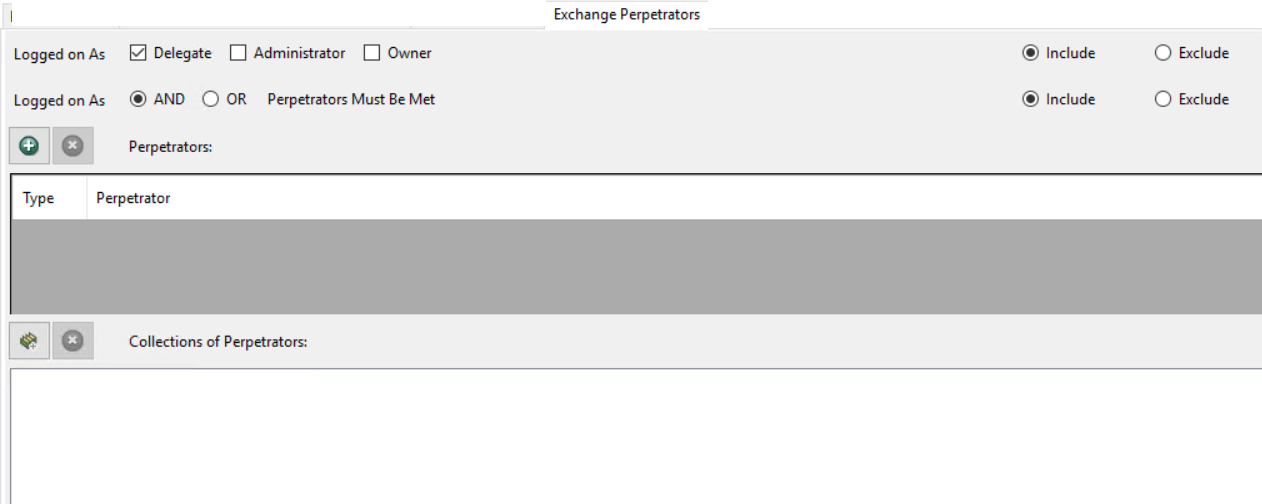 Exchange Perpetrators
Logged on As Delegate Administrator Owner Include Exclude
Logged on As AND OR Perpetrators Must Be Met Include Exclude
Perpetrators:
Type Perpetrator
Collections of Perpetrators: